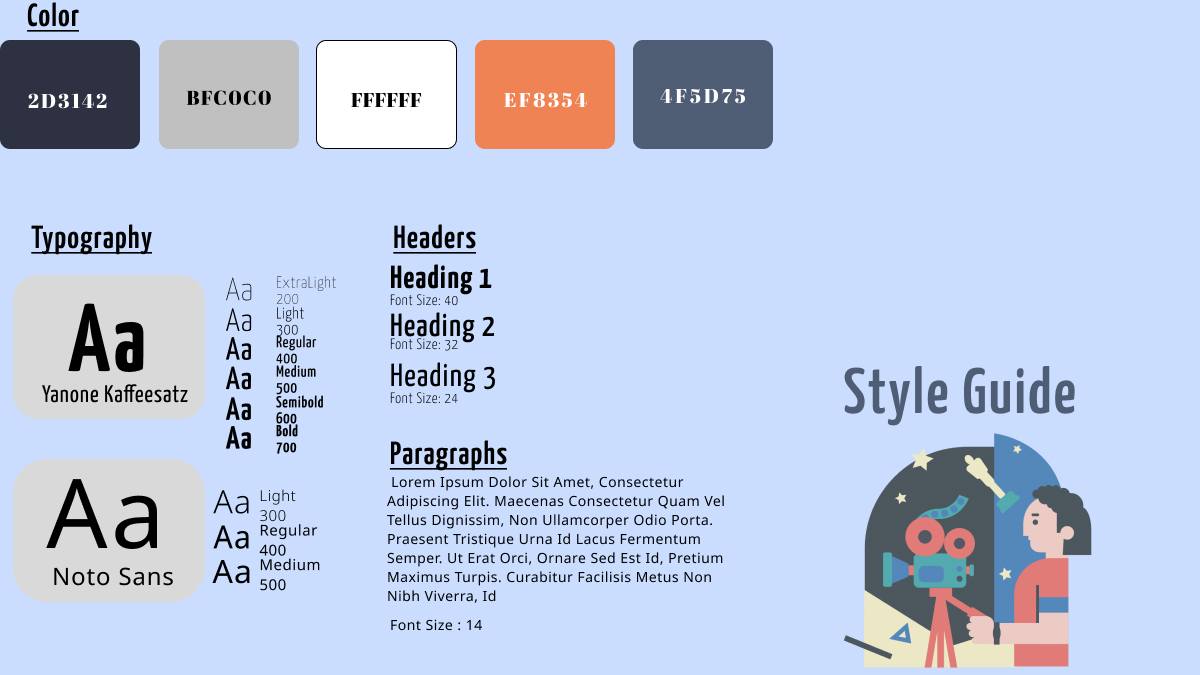 Color
2D3142
BFC0C0
FFFFFF
EF8354
4F5D75
Typography
Aa
Yanone Kaffeesatz
Aa ExtraLight
200
Aa Light
300
Aa Regular
400
Aa Medium
500
Aa Semibold
600
Aa Bold
700
Aa
Noto Sans
Aa Light
300
Aa Regular
400
Aa Medium
500
Headers
Heading 1
Font Size: 40
Heading 2
Font Size: 32
Heading 3
Font Size: 24
Paragraphs
Lorem Ipsum Dolor Sit Amet, Consectetur
Adipiscing Elit. Maecenas Consectetur Quam Vel
Tellus Dignissim, Non Ullamcorper Odio Porta.
Praesent Tristique Urna Id Lacus Fermentum
Semper. Ut Erat Orci, Ornare Sed Est Id, Pretium
Maximus Turpis. Curabitur Facilisis Metus Non
Nibh Viverra, Id
Font Size : 14
Style Guide